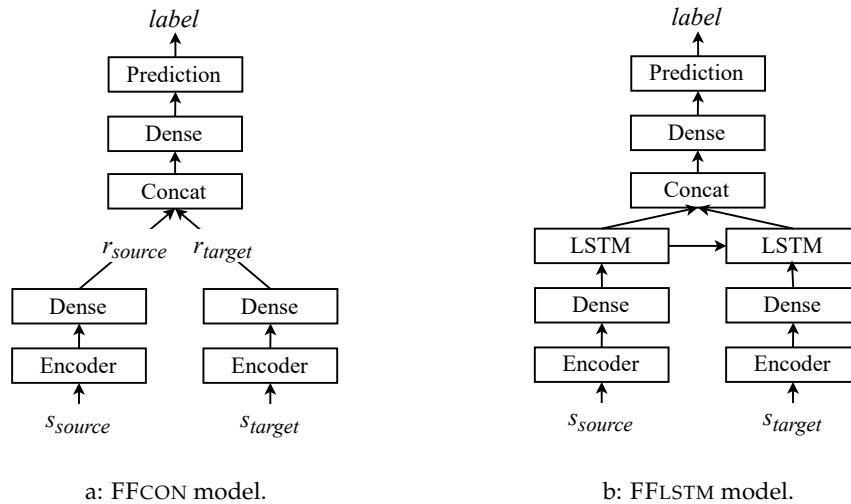 label label
Prediction Prediction
Dense Dense
Concat Concat
r_source r_target LSTM LSTM
Dense Dense Dense Dense
Encoder Encoder Encoder Encoder
s_source s_target s_source s_target
a: FFCON model. b: FFLSTM model.